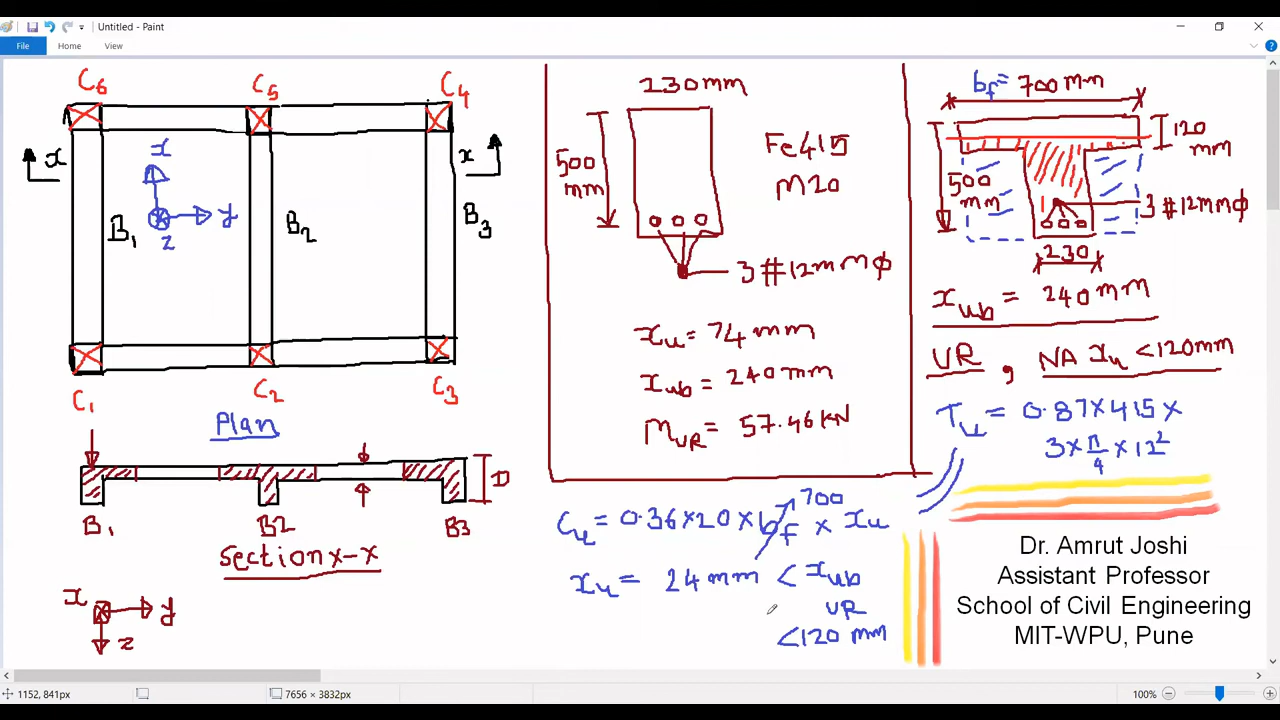 Untitled - Paint
File Home View
C6 C5 C4
x x
x
y
z
B1 B2 B3
C1 C2 C3
Plan
D
B1 B2 B3
Section x-x
x
y
z
230mm
500
mm
Fe415
M20
3 # 12mm ϕ
xu = 74 mm
xub = 240 mm
MUR = 57.46 kN
bf = 700 mm
120
mm
500
mm
3 # 12mm ϕ
230
xub = 240 mm
UR , NA xu < 120mm
Tu = 0.87 × 415 ×
3 × π/4 × 12²
700
Cu = 0.36 × 20 × bf × xu
xu = 24 mm < xub
UR
< 120 mm
Dr. Amrut Joshi
Assistant Professor
School of Civil Engineering
MIT-WPU, Pune
1152, 841px 7656 × 3832px 100%